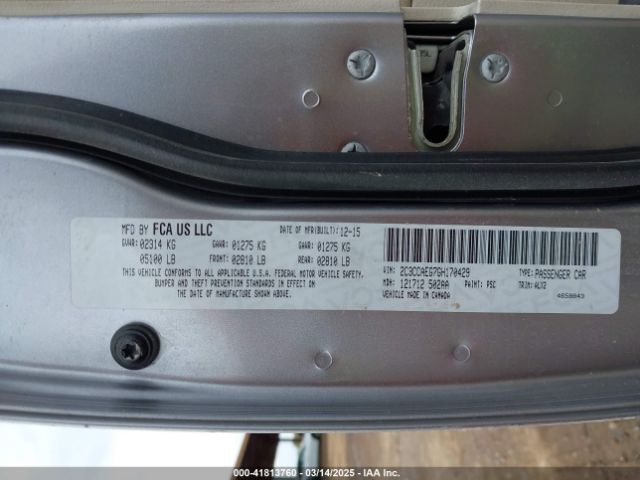 MFD BY FCA US LLC DATE OF MFR(BUILT):12-15
GVWR: 02314 KG GAWR: 01275 KG GAWR: 01275 KG
05100 LB FRONT: 02810 LB REAR: 02810 LB
THIS VEHICLE CONFORMS TO ALL APPLICABLE U.S.A. FEDERAL MOTOR VEHICLE SAFETY,
BUMPER AND THEFT PREVENTION STANDARDS IN EFFECT ON
THE DATE OF MANUFACTURE SHOWN ABOVE.
VIN: 2C3CCAEG7GH170429 TYPE: PASSENGER CAR
MDH: 121712 502AA PAINT: PSC TRIM: ALX2
MADE IN CANADA 4658843
000-41813760 - 03/14/2025 - IAA Inc.